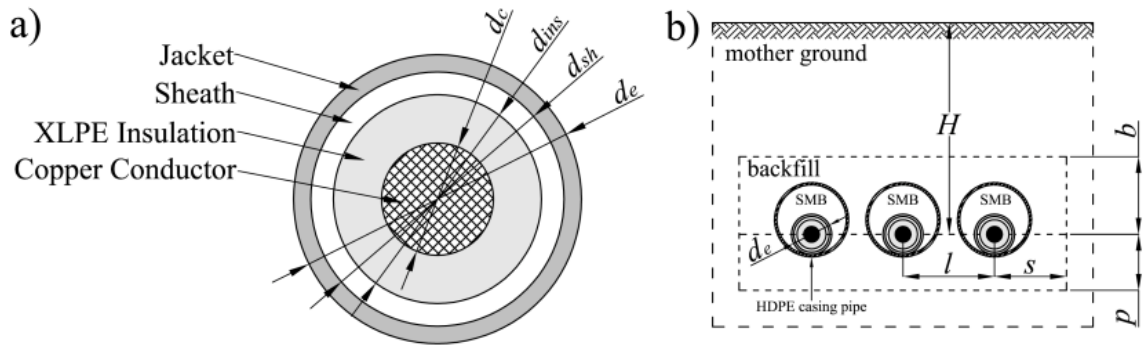 a)
Jacket
Sheath
XLPE Insulation
Copper Conductor
dc
dins
dsh
de
b)
mother ground
H
b
backfill
SMB SMB SMB
de
l
s
p
HDPE casing pipe